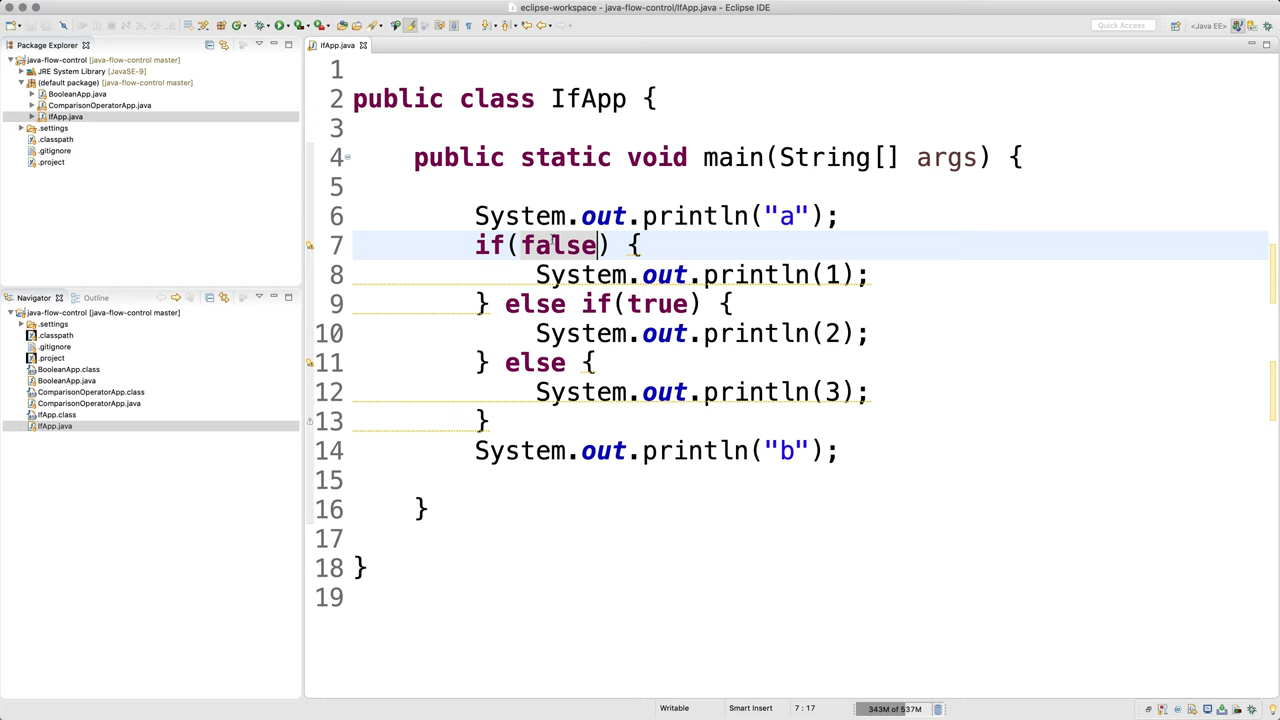 eclipse-workspace - java-flow-control/IfApp.java - Eclipse IDE
Quick Access
<Java EE>
Package Explorer
java-flow-control [java-flow-control master]
JRE System Library [JavaSE-9]
(default package) [java-flow-control master]
BooleanApp.java
ComparisonOperatorApp.java
IfApp.java
.settings
.classpath
.gitignore
.project
Navigator
Outline
java-flow-control [java-flow-control master]
.settings
.classpath
.gitignore
.project
BooleanApp.class
BooleanApp.java
ComparisonOperatorApp.class
ComparisonOperatorApp.java
IfApp.class
IfApp.java
IfApp.java
1
2 public class IfApp {
3
4 public static void main(String[] args) {
5
6 System.out.println("a");
7 if(false) {
8 System.out.println(1);
9 } else if(true) {
10 System.out.println(2);
11 } else {
12 System.out.println(3);
13 }
14 System.out.println("b");
15
16 }
17
18 }
19
Writable
Smart Insert
7 : 17
343M of 537M